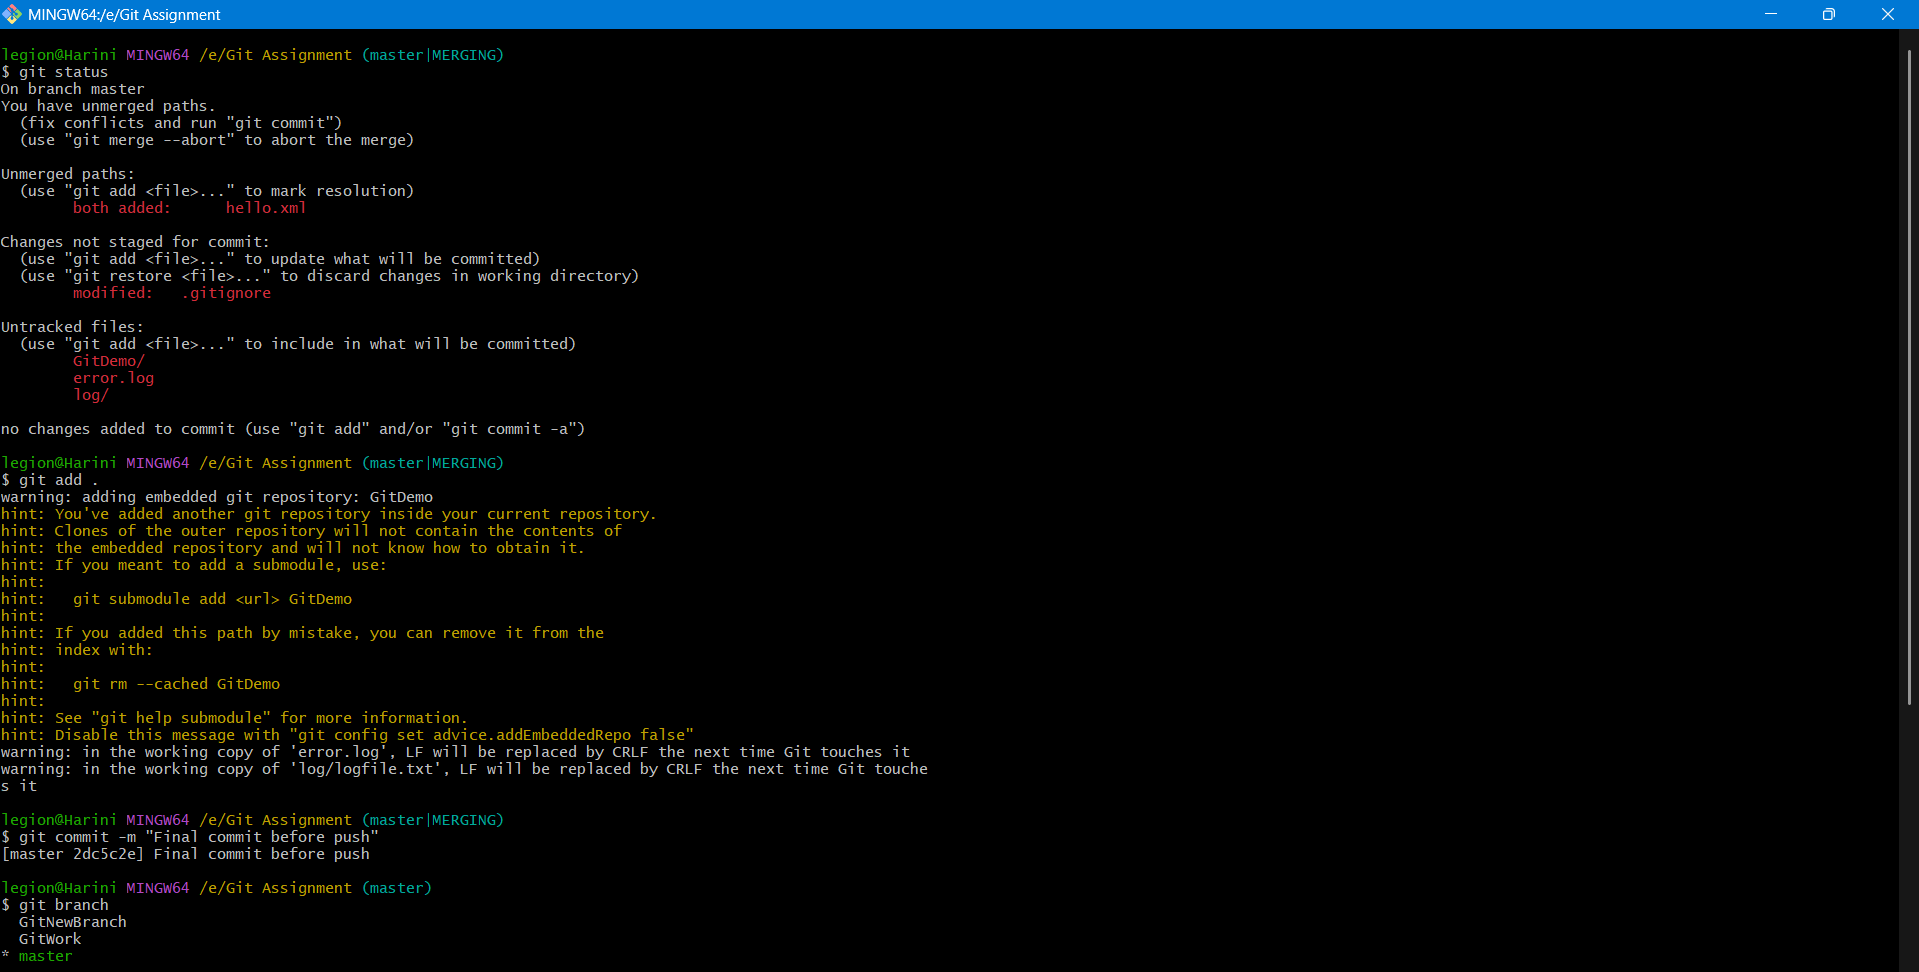 MINGW64:/e/Git Assignment
legion@Harini MINGW64 /e/Git Assignment (master|MERGING)
$ git status
On branch master
You have unmerged paths.
  (fix conflicts and run "git commit")
  (use "git merge --abort" to abort the merge)

Unmerged paths:
  (use "git add <file>..." to mark resolution)
        both added:      hello.xml

Changes not staged for commit:
  (use "git add <file>..." to update what will be committed)
  (use "git restore <file>..." to discard changes in working directory)
        modified:   .gitignore

Untracked files:
  (use "git add <file>..." to include in what will be committed)
        GitDemo/
        error.log
        log/

no changes added to commit (use "git add" and/or "git commit -a")

legion@Harini MINGW64 /e/Git Assignment (master|MERGING)
$ git add .
warning: adding embedded git repository: GitDemo
hint: You've added another git repository inside your current repository.
hint: Clones of the outer repository will not contain the contents of
hint: the embedded repository and will not know how to obtain it.
hint: If you meant to add a submodule, use:
hint:
hint:   git submodule add <url> GitDemo
hint:
hint: If you added this path by mistake, you can remove it from the
hint: index with:
hint:
hint:   git rm --cached GitDemo
hint:
hint: See "git help submodule" for more information.
hint: Disable this message with "git config set advice.addEmbeddedRepo false"
warning: in the working copy of 'error.log', LF will be replaced by CRLF the next time Git touches it
warning: in the working copy of 'log/logfile.txt', LF will be replaced by CRLF the next time Git touche
s it

legion@Harini MINGW64 /e/Git Assignment (master|MERGING)
$ git commit -m "Final commit before push"
[master 2dc5c2e] Final commit before push

legion@Harini MINGW64 /e/Git Assignment (master)
$ git branch
  GitNewBranch
  GitWork
* master